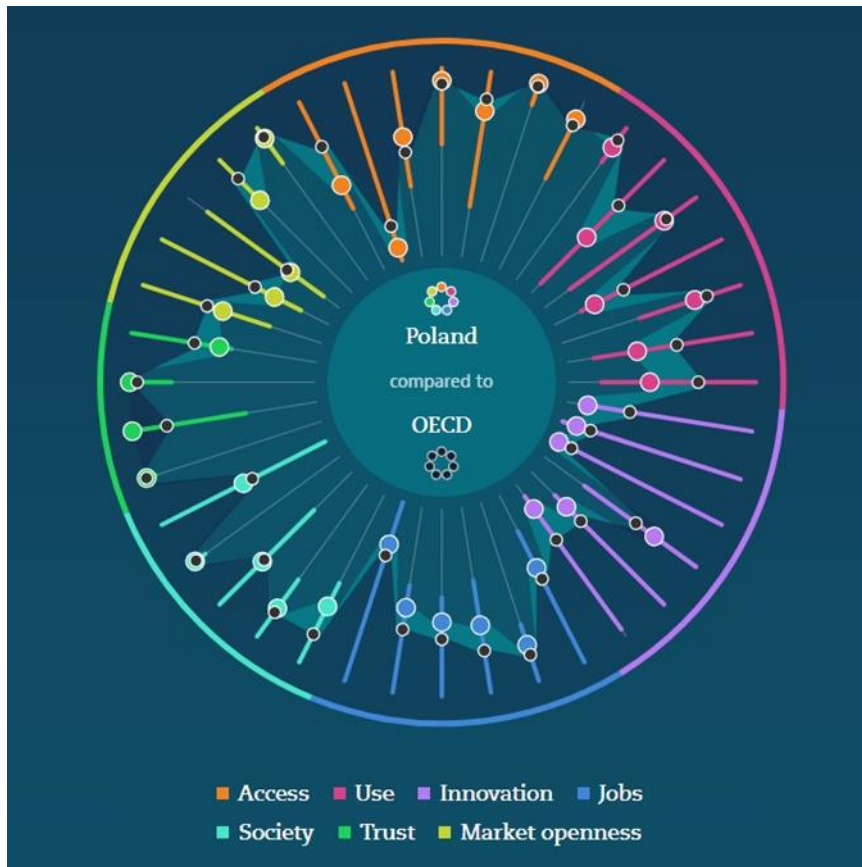 Poland
compared to
OECD
Access Use Innovation Jobs
Society Trust Market openness